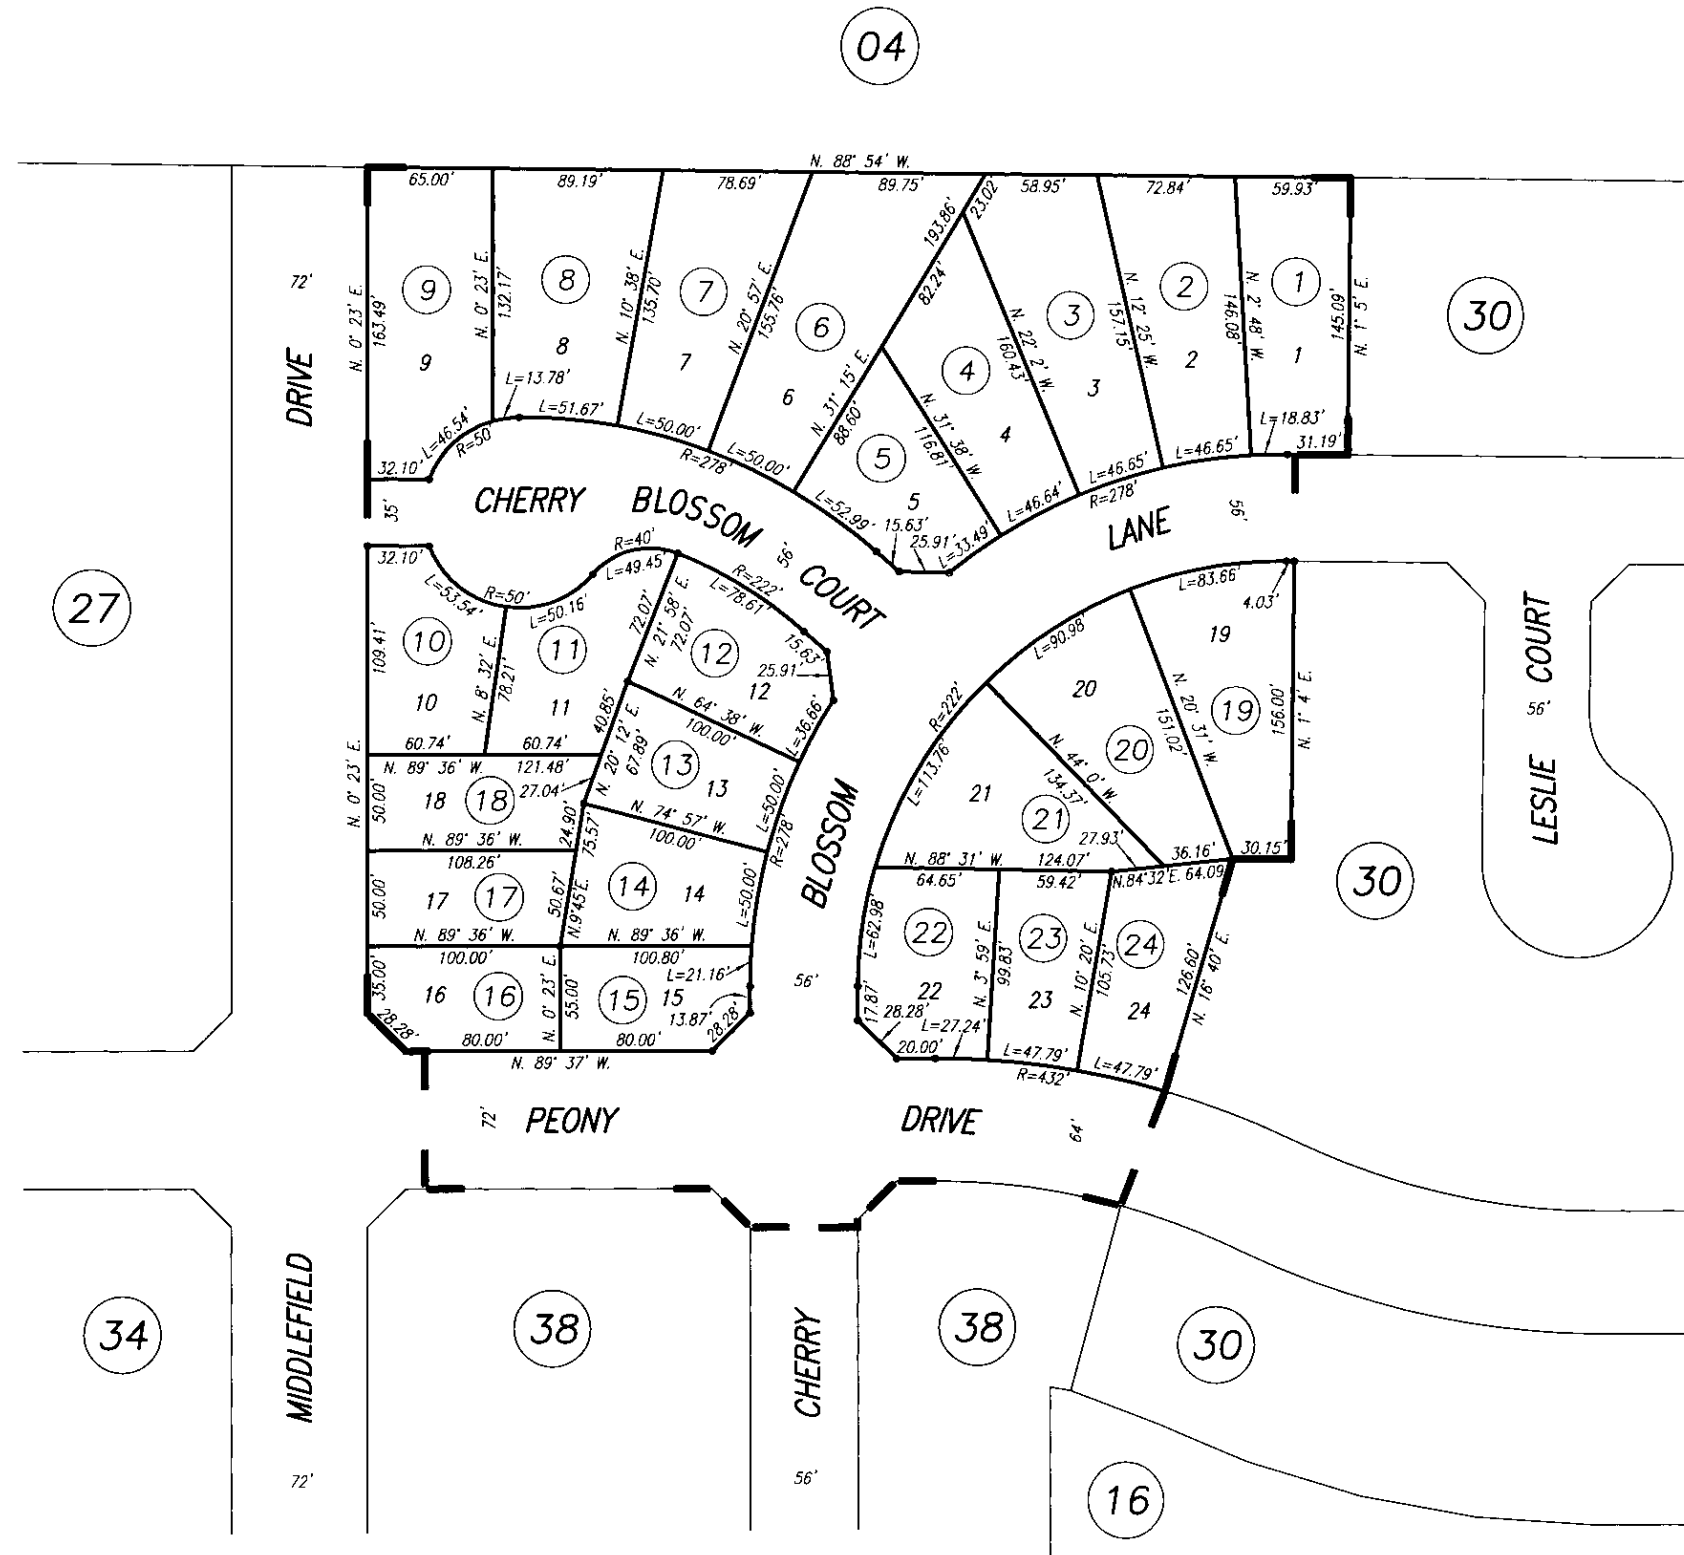 04
N. 88° 54' W.
65.00'
89.19'
78.69'
89.75'
58.95'
72.84'
59.93'
23.02'
193.86'
82.24'
72'
DRIVE
N. 0° 23' E.
163.49'
9
9
N. 0° 23' E.
132.17'
8
8
N. 10° 38' E.
135.70'
7
7
N. 20° 57' E.
155.76'
6
6
N. 31° 15' E.
88.60'
5
5
N. 31° 38' W.
116.81'
4
4
N. 22° 2' W.
160.43'
3
3
N. 12° 25' W.
157.15'
2
2
N. 2° 48' W.
146.08'
1
1
145.09'
N. 1° 5' E.
30
L=13.78'
L=51.67'
L=46.54'
R=50'
L=50.00'
R=278'
L=50.00'
L=52.99'
15.63'
25.91'
L=33.49'
L=46.64'
L=46.65'
R=278'
L=46.65'
L=18.83'
31.19'
32.10'
35'
CHERRY BLOSSOM COURT
56'
LANE
56'
32.10'
L=53.54'
R=50'
L=50.16'
R=40'
L=49.45'
R=222'
L=78.61'
15.63'
25.91'
L=36.66'
27
109.41'
10
10
N. 8° 32' E.
78.21'
11
11
72.07'
N. 21° 58' E.
72.07'
12
12
60.74'
60.74'
N. 89° 36' W.
121.48'
40.85'
N. 20° 12' E.
67.89'
N. 64° 38' W.
100.00'
13
13
27.04'
N. 0° 23' E.
50.00'
18
18
N. 89° 36' W.
108.26'
24.90'
75.57'
N. 74° 57' W.
100.00'
L=50.00'
R=278'
50.00'
17
17
50.67'
N.9°45'E.
14
14
L=50.00'
N. 89° 36' W.
100.00'
N. 89° 36' W.
100.80'
L=21.16'
35.00'
16
16
N. 0° 23' E.
55.00'
15
15
13.87'
28.28'
80.00'
80.00'
28.28'
N. 89° 37' W.
BLOSSOM
56'
L=83.66'
4.03'
L=90.98'
R=222'
L=113.76'
19
19
N. 20° 31' W.
151.02'
156.00'
N. 1° 4' E.
20
20
N. 44° 0' W.
134.37'
21
21
27.93'
36.16'
30.15'
N. 88° 31' W.
124.07'
64.65'
59.42'
N.84°32'E.
64.09'
L=62.98'
22
22
N. 3° 59' E.
99.83'
23
23
N. 10° 20' E.
105.73'
24
24
126.60'
N. 16° 40' E.
17.87'
28.28'
20.00'
L=27.24'
L=47.79'
R=432'
L=47.79'
30
LESLIE COURT
56'
72'
PEONY DRIVE
64'
34
MIDDLEFIELD
72'
38
CHERRY
56'
38
30
16